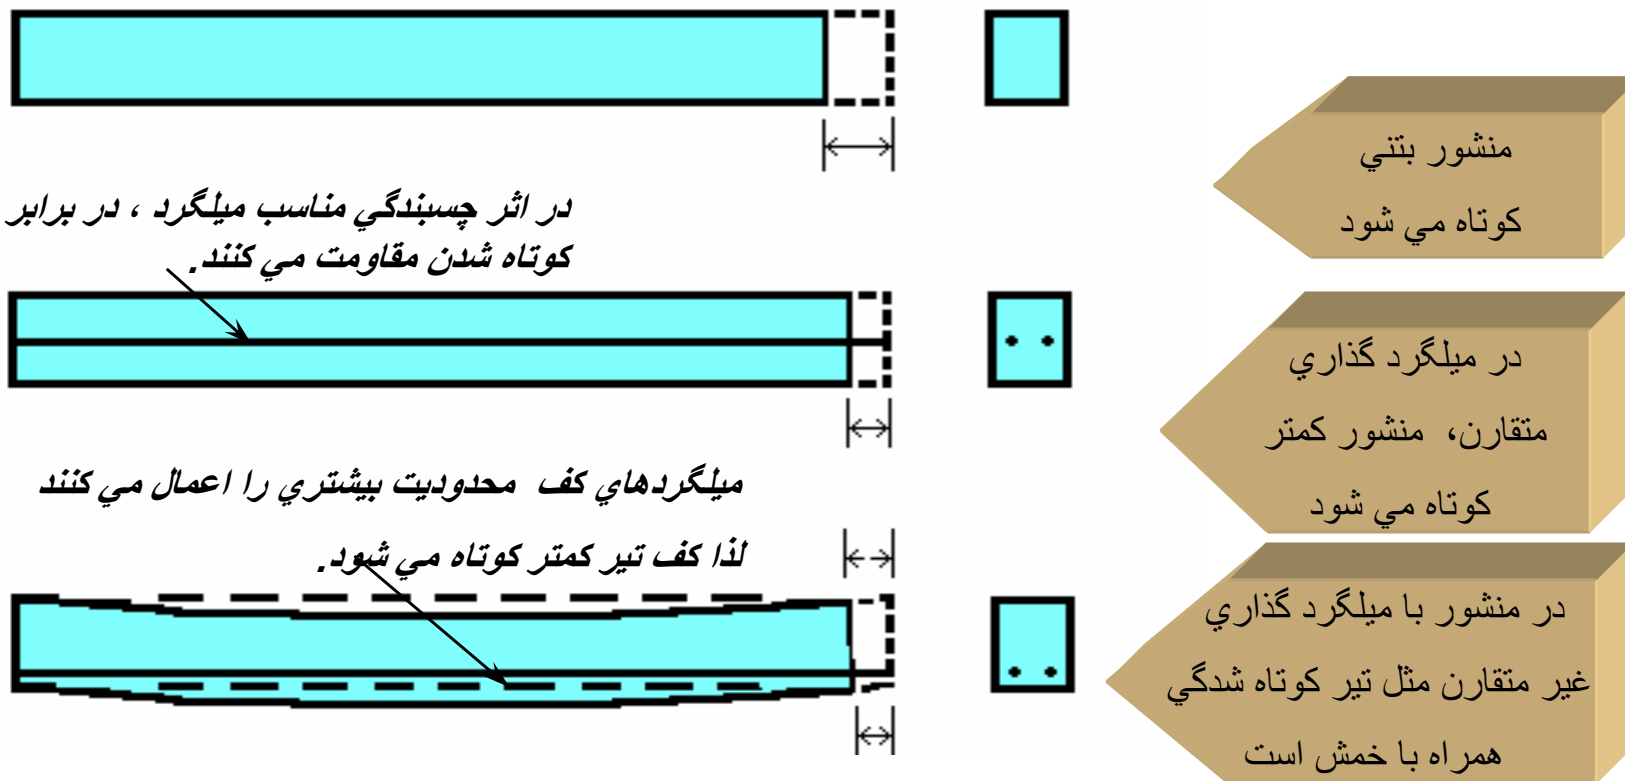 منشور بتني
كوتاه مي شود
در اثر چسبندگي مناسب ميلگرد ، در برابر
كوتاه شدن مقاومت مي كنند.
در ميلگرد گذاري
متقارن، منشور كمتر
كوتاه مي شود
ميلگردهاي كف محدوديت بيشتري را اعمال مي كنند
لذا كف تير كمتر كوتاه مي شود.
در منشور با ميلگرد گذاري
غير متقارن مثل تير كوتاه شدگي
همراه با خمش است